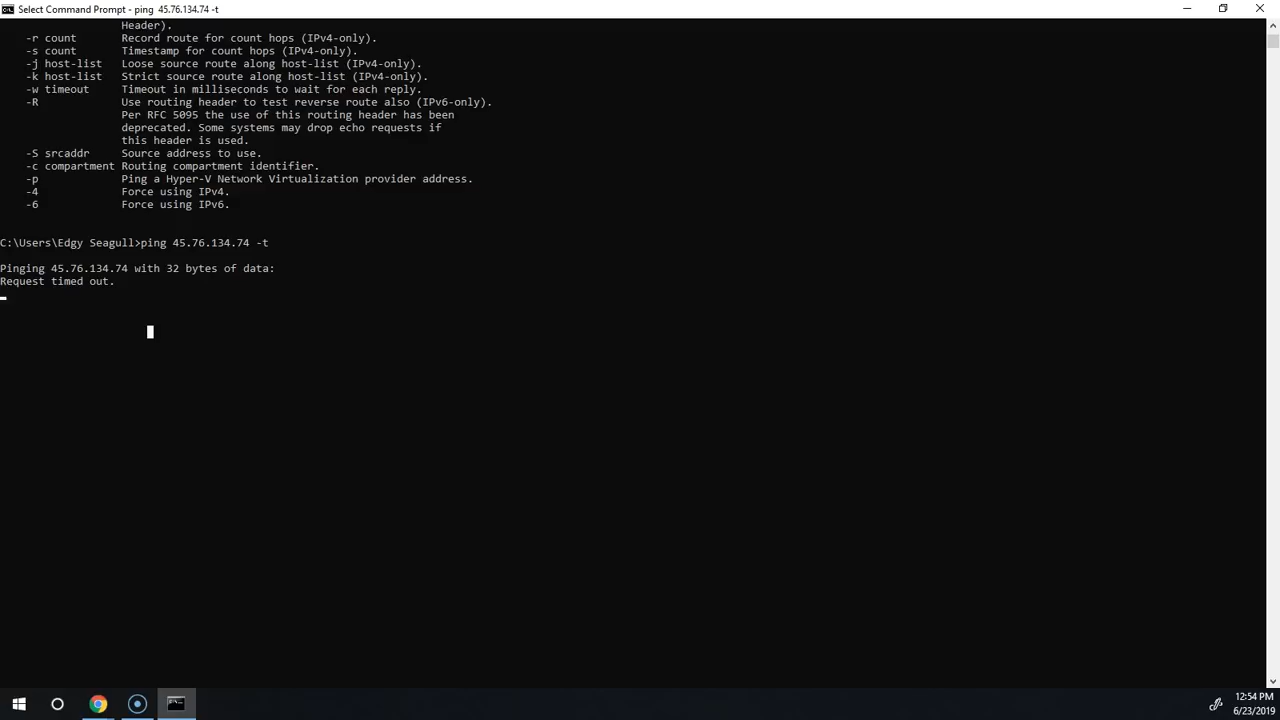 Select Command Prompt - ping  45.76.134.74 -t
Header).
-r count Record route for count hops (IPv4-only).
-s count Timestamp for count hops (IPv4-only).
-j host-list Loose source route along host-list (IPv4-only).
-k host-list Strict source route along host-list (IPv4-only).
-w timeout Timeout in milliseconds to wait for each reply.
-R Use routing header to test reverse route also (IPv6-only).
Per RFC 5095 the use of this routing header has been
deprecated. Some systems may drop echo requests if
this header is used.
-S srcaddr Source address to use.
-c compartment Routing compartment identifier.
-p Ping a Hyper-V Network Virtualization provider address.
-4 Force using IPv4.
-6 Force using IPv6.
C:\Users\Edgy Seagull>ping 45.76.134.74 -t
Pinging 45.76.134.74 with 32 bytes of data:
Request timed out.
12:54 PM
6/23/2019